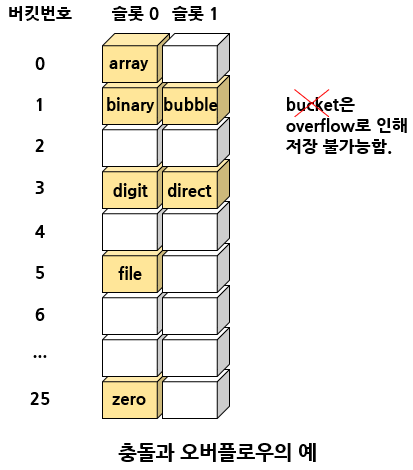 버킷번호 슬롯 0 슬롯 1
0 array
1 binary bubble
2
3 digit direct
4
5 file
6
...
25 zero
bucket은
overflow로 인해
저장 불가능함.
충돌과 오버플로우의 예